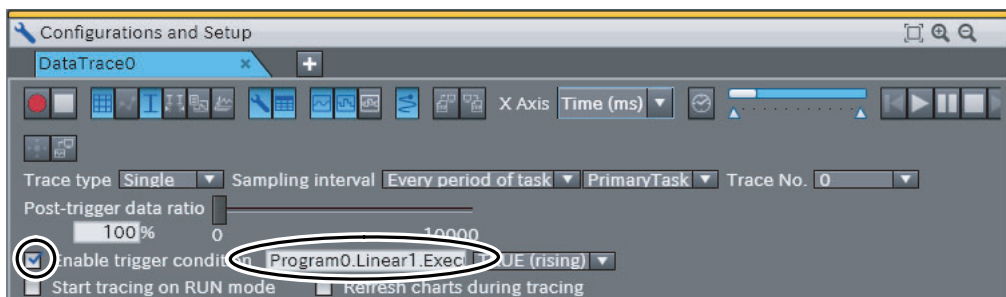 Configurations and Setup
DataTrace0 × +
X Axis Time (ms)
Trace type Single Sampling interval Every period of task PrimaryTask Trace No. 0
Post-trigger data ratio
100 % 0 10000
Enable trigger condition Program0.Linear1.Exec TRUE (rising)
Start tracing on RUN mode Refresh charts during tracing